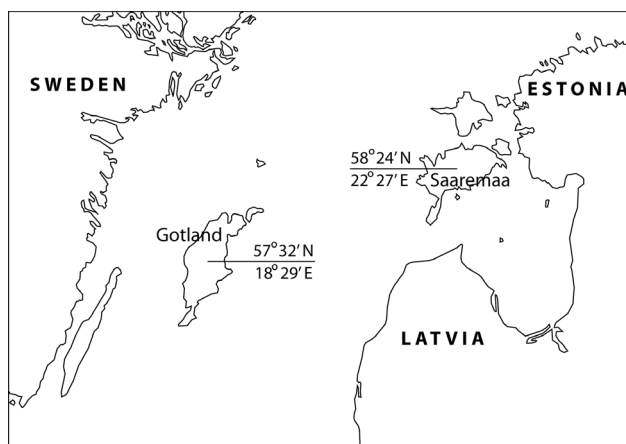 SWEDEN
ESTONIA
58°24' N
22°27' E
Saaremaa
Gotland
57°32' N
18°29' E
LATVIA